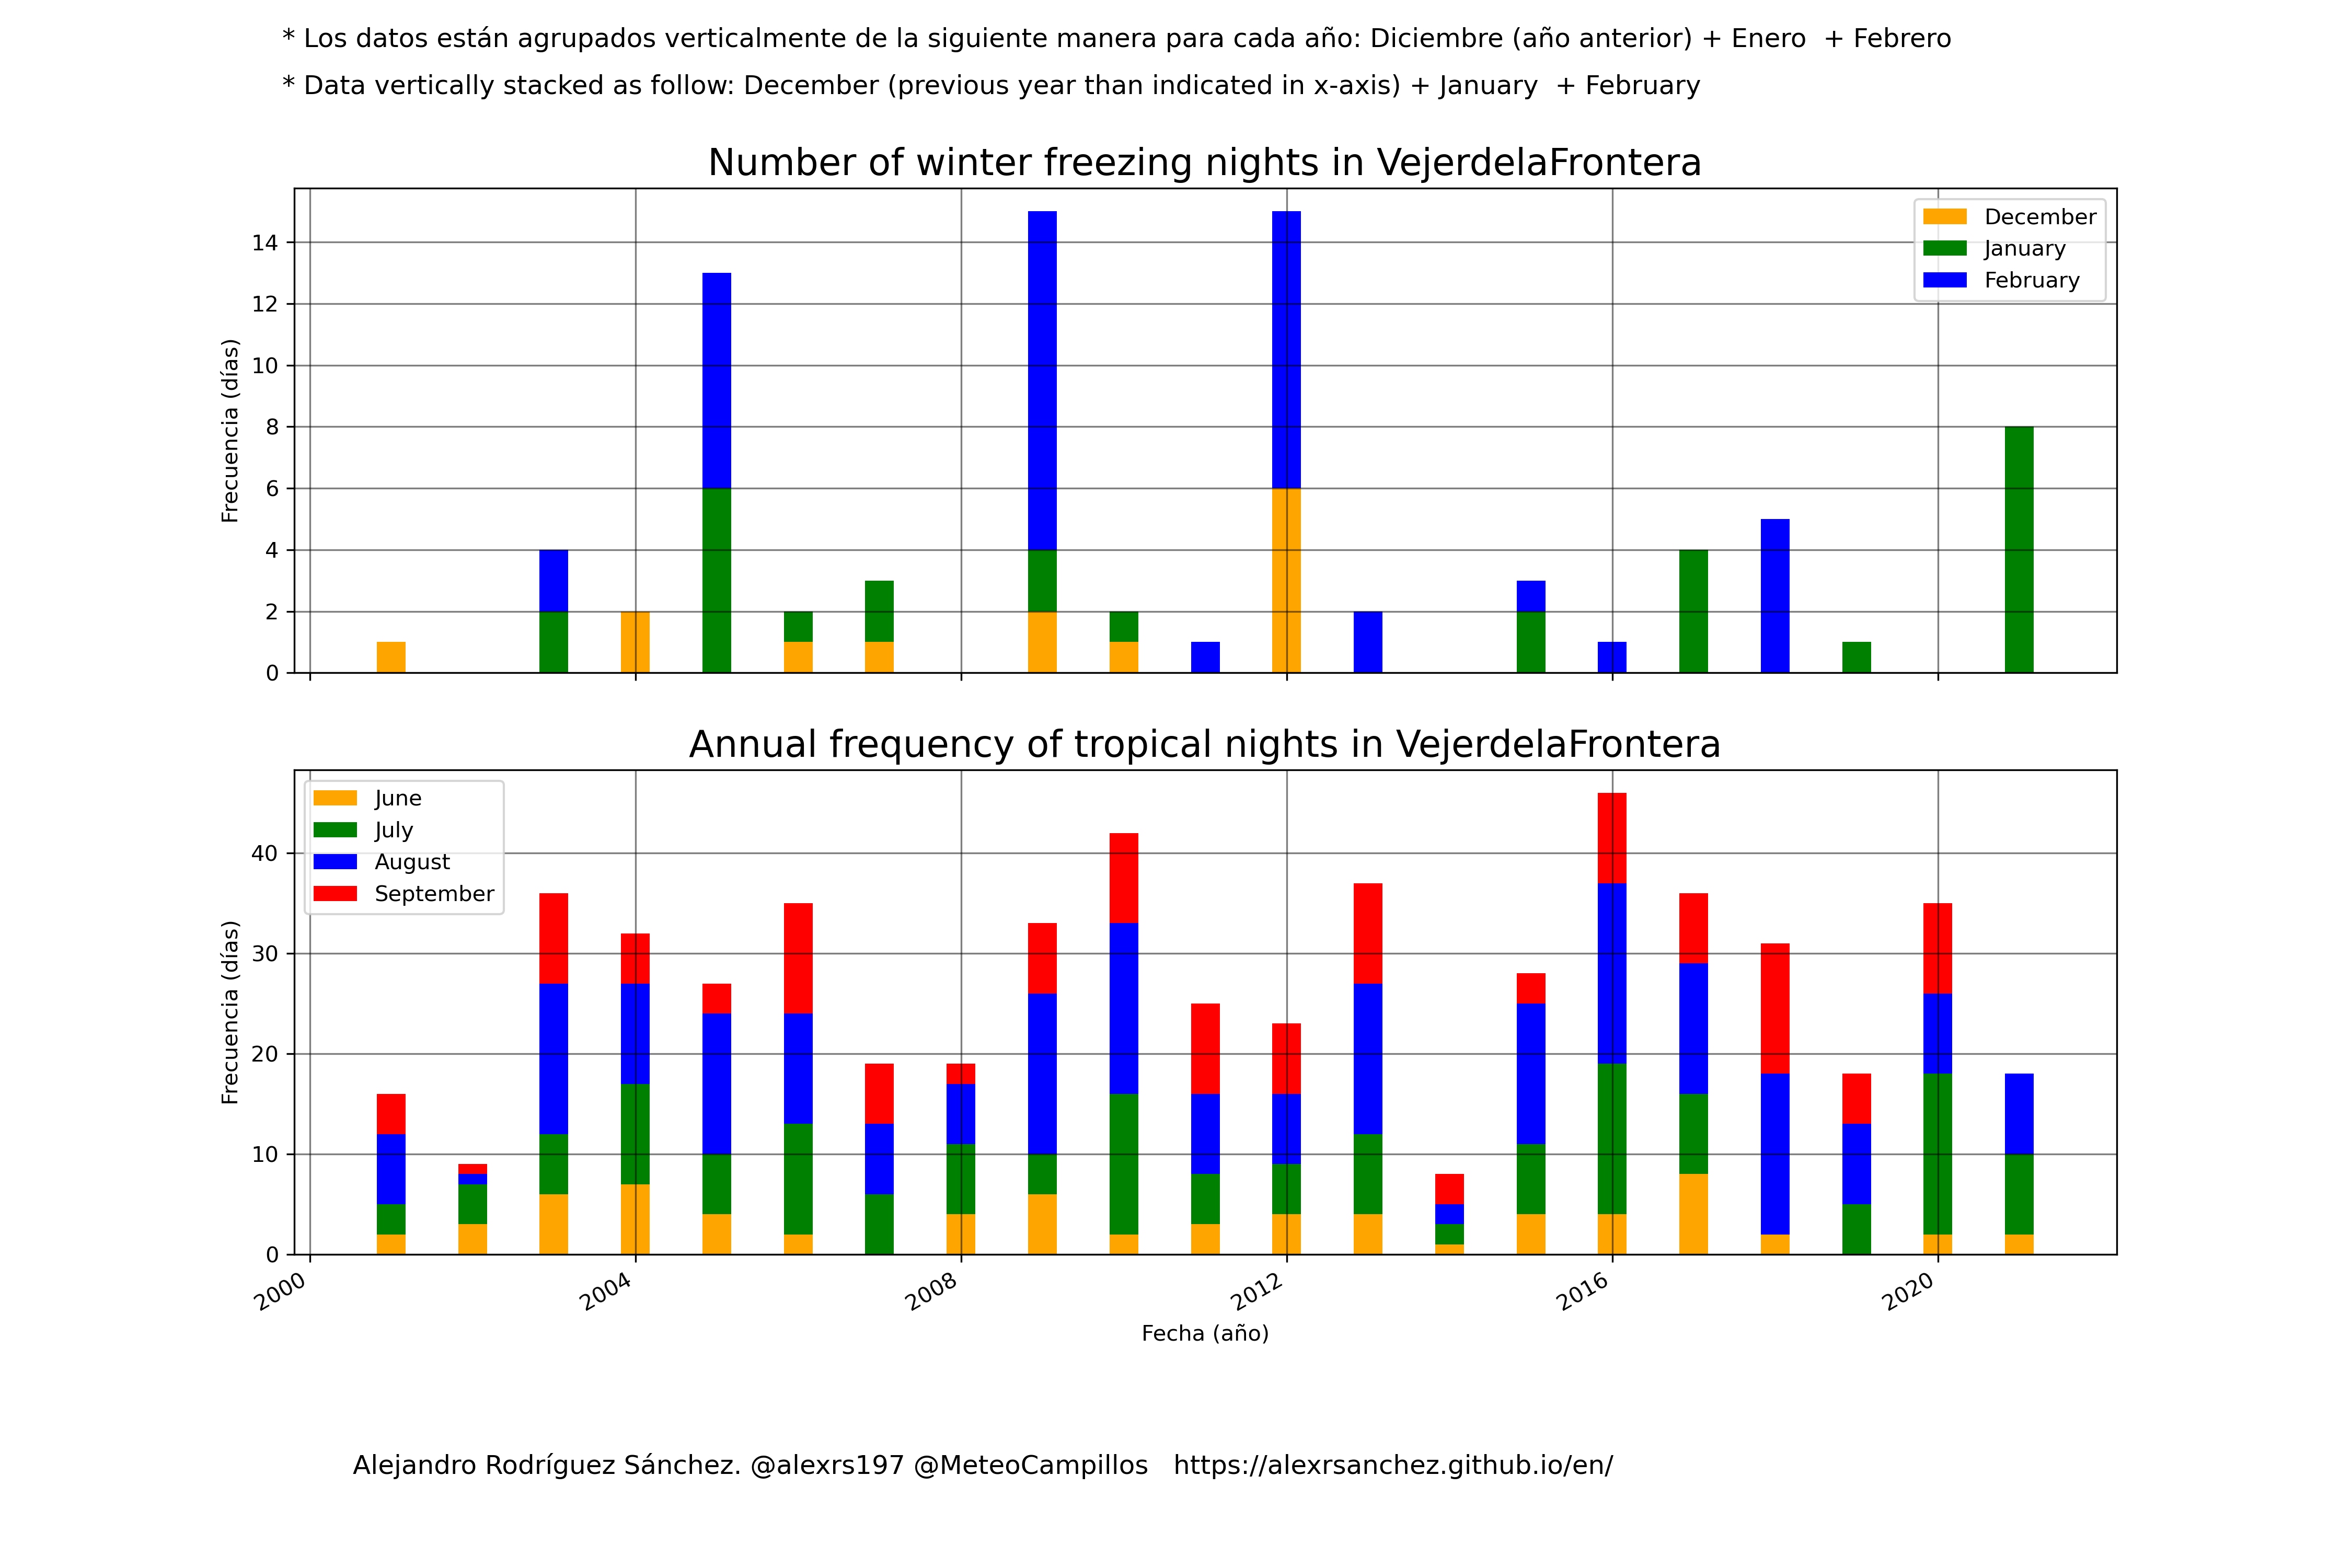 * Los datos están agrupados verticalmente de la siguiente manera para cada año: Diciembre (año anterior) + Enero  + Febrero
* Data vertically stacked as follow: December (previous year than indicated in x-axis) + January  + February
Number of winter freezing nights in VejerdelaFrontera
14
12
10
8
6
4
2
0
Frecuencia (días)
December
January
February
Annual frequency of tropical nights in VejerdelaFrontera
40
30
20
10
0
Frecuencia (días)
June
July
August
September
2000
2004
2008
2012
2016
2020
Fecha (año)
Alejandro Rodríguez Sánchez. @alexrs197 @MeteoCampillos   https://alexrsanchez.github.io/en/